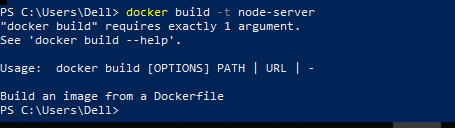 PS C:\Users\Dell> docker build -t node-server
"docker build" requires exactly 1 argument.
See 'docker build --help'.
Usage:  docker build [OPTIONS] PATH | URL | -
Build an image from a Dockerfile
PS C:\Users\Dell>